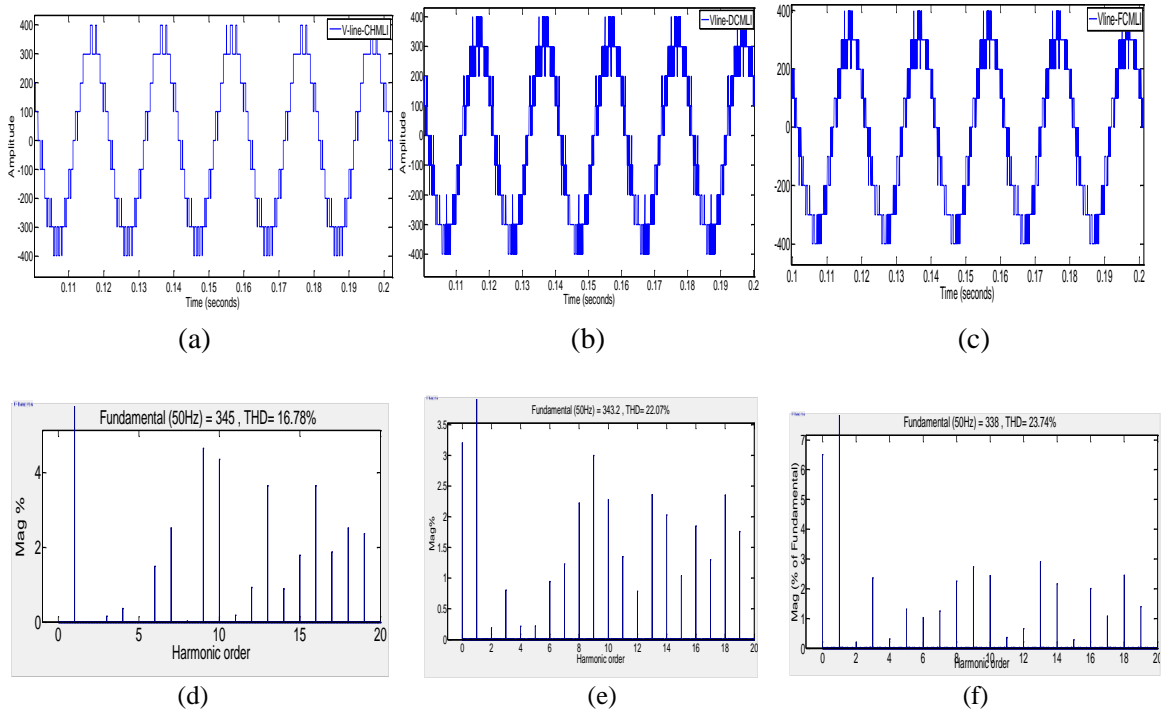 V-line-CHMLI
400
300
200
100
0
-100
-200
-300
-400
Amplitude
0.11 0.12 0.13 0.14 0.15 0.16 0.17 0.18 0.19 0.2
Time (seconds)
(a)
Vline-DCMLI
400
300
200
100
0
-100
-200
-300
-400
Amplitude
0.11 0.12 0.13 0.14 0.15 0.16 0.17 0.18 0.19 0.2
Time (seconds)
(b)
Vline-FCMLI
400
200
0
-200
-400
0.1 0.11 0.12 0.13 0.14 0.15 0.16 0.17 0.18 0.19 0.2
Time (seconds)
(c)
Fundamental (50Hz) = 345 , THD= 16.78%
4
2
0
Mag %
0 5 10 15 20
Harmonic order
(d)
Fundamental (50Hz) = 343.2 , THD= 22.07%
3.5
3
2.5
2
1.5
1
0.5
0
Mag%
0 2 4 6 8 10 12 14 16 18 20
Harmonic order
(e)
Fundamental (50Hz) = 338 , THD= 23.74%
7
6
5
4
3
2
1
0
Mag (% of Fundamental)
0 2 4 6 8 10 12 14 16 18 20
Harmonic order
(f)